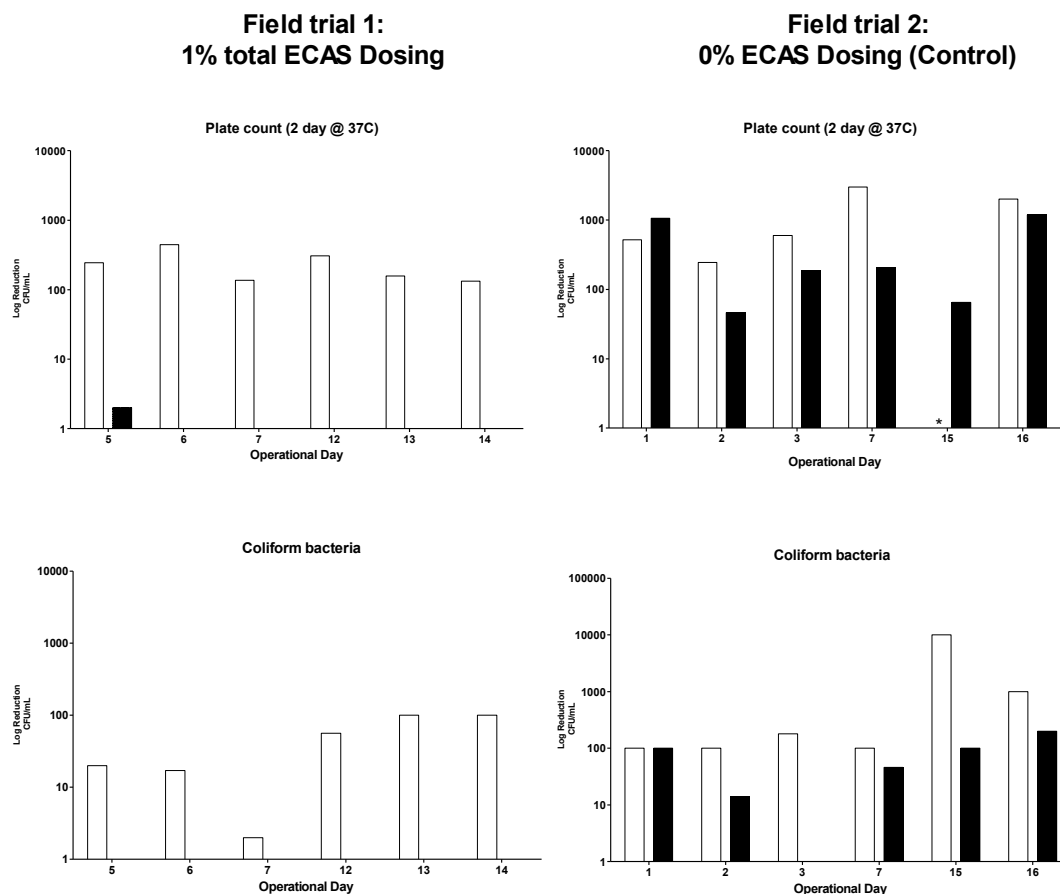 Field trial 1:
1% total ECAS Dosing
Field trial 2:
0% ECAS Dosing (Control)
Plate count (2 day @ 37C)
10000
1000
100
10
1
Log Reduction
CFU/mL
5 6 7 12 13 14
Operational Day
Plate count (2 day @ 37C)
10000
1000
100
10
1
Log Reduction
CFU/mL
*
1 2 3 7 15 16
Operational Day
Coliform bacteria
10000
1000
100
10
1
Log Reduction
CFU/mL
5 6 7 12 13 14
Operational Day
Coliform bacteria
100000
10000
1000
100
10
1
Log Reduction
CFU/mL
1 2 3 7 15 16
Operational Day